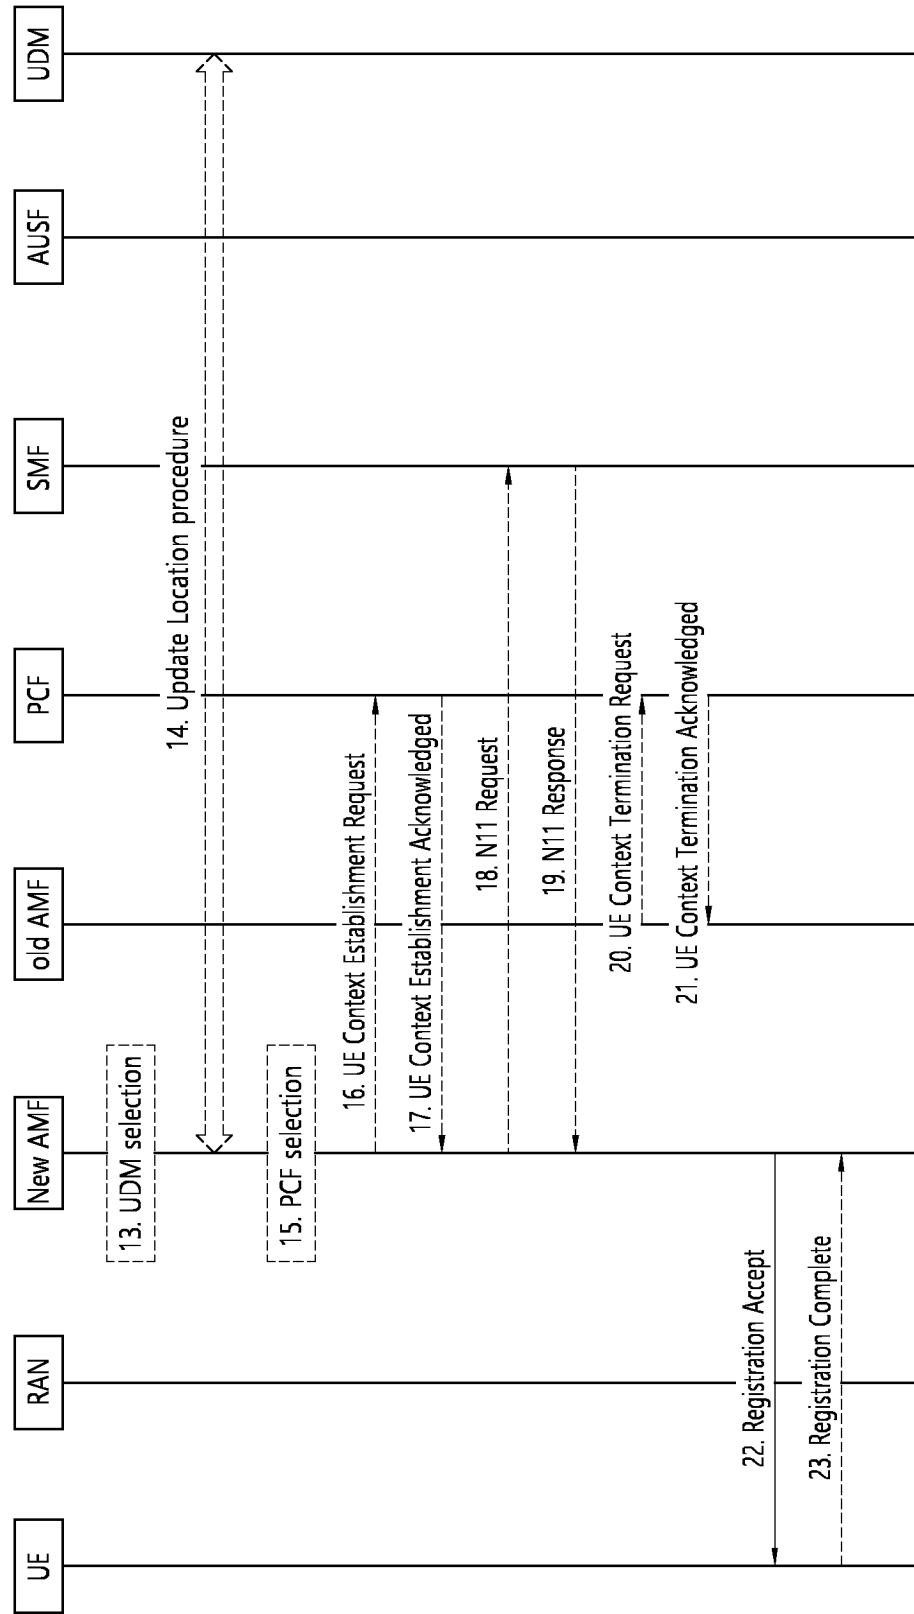 UE
RAN
New AMF
old AMF
PCF
SMF
AUSF
UDM
13. UDM selection
14. Update Location procedure
15. PCF selection
16. UE Context Establishment Request
17. UE Context Establishment Acknowledged
18. N11 Request
19. N11 Response
20. UE Context Termination Request
21. UE Context Termination Acknowledged
22. Registration Accept
23. Registration Complete